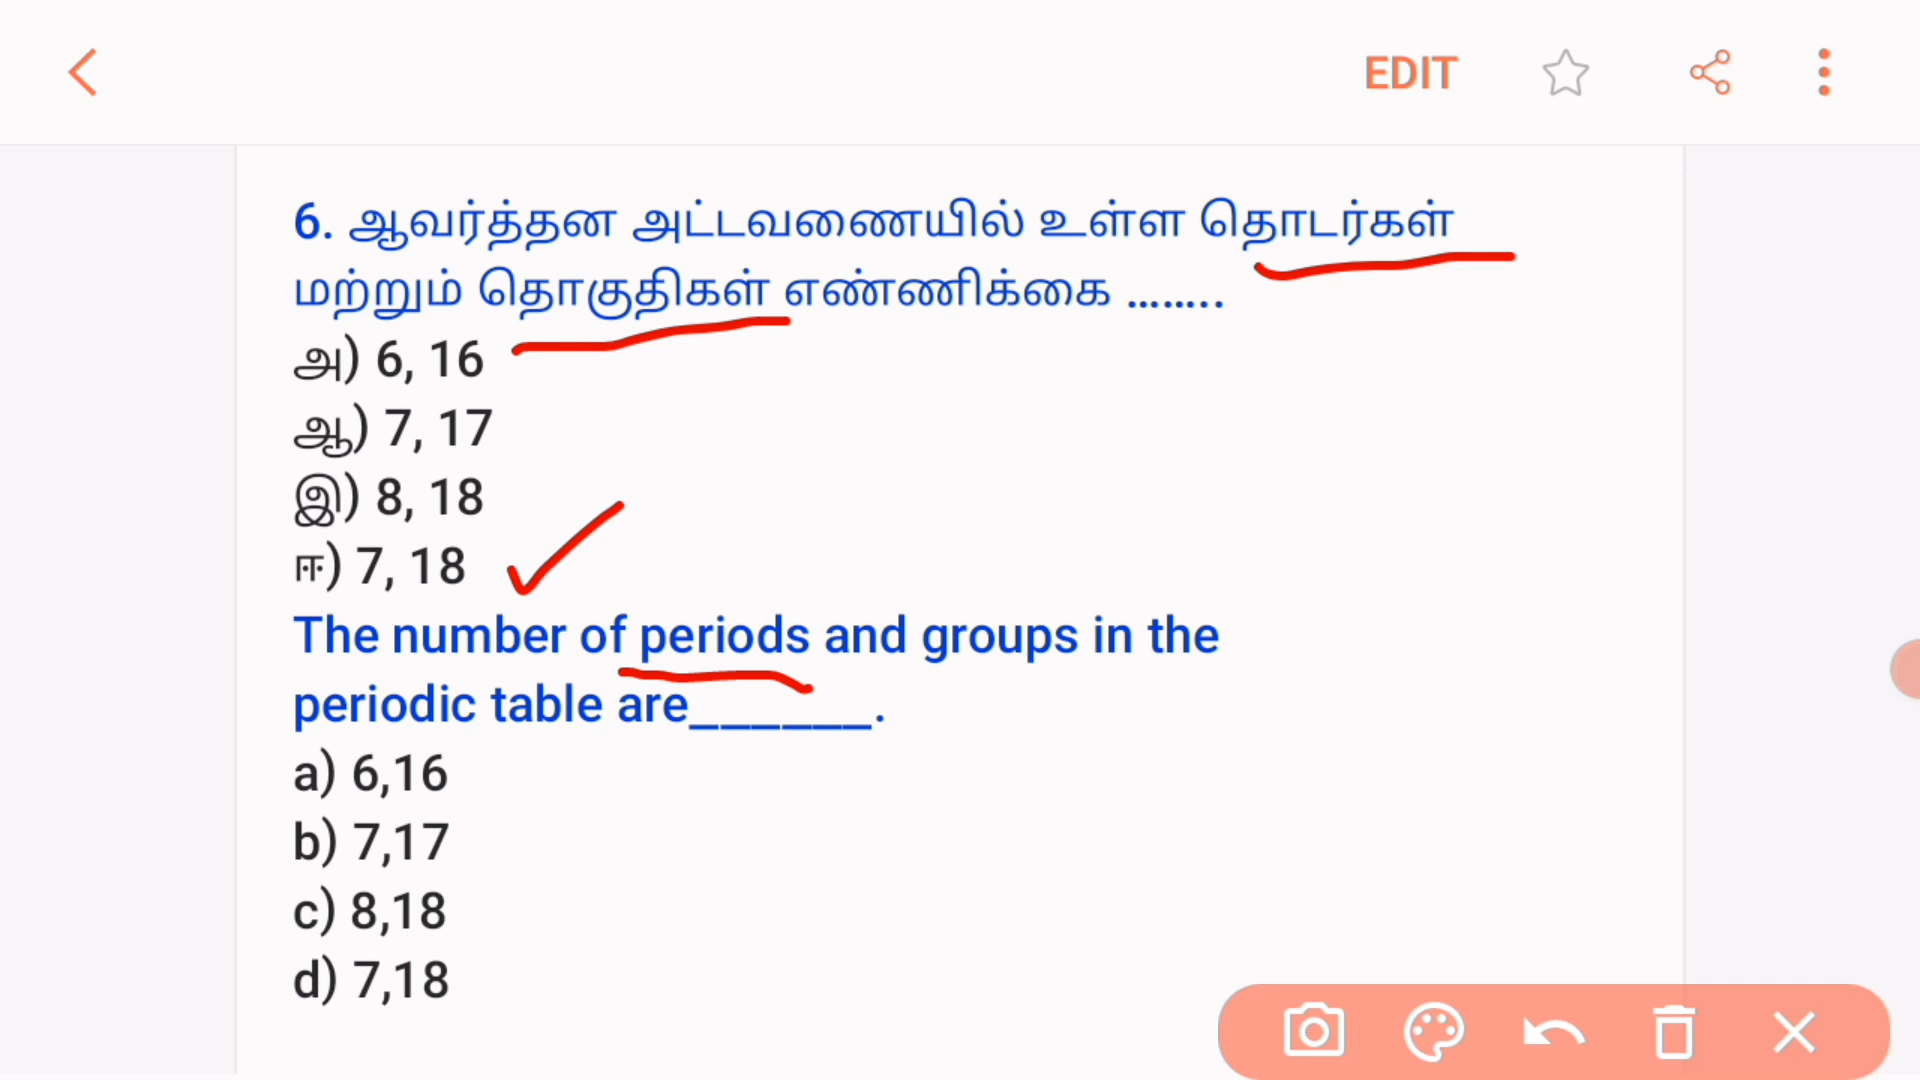 EDIT
6. ஆவர்த்தன அட்டவணையில் உள்ள தொடர்கள்
மற்றும் தொகுதிகள் எண்ணிக்கை ........
அ) 6, 16
ஆ) 7, 17
இ) 8, 18
ஈ) 7, 18
The number of periods and groups in the
periodic table are______.
a) 6,16
b) 7,17
c) 8,18
d) 7,18